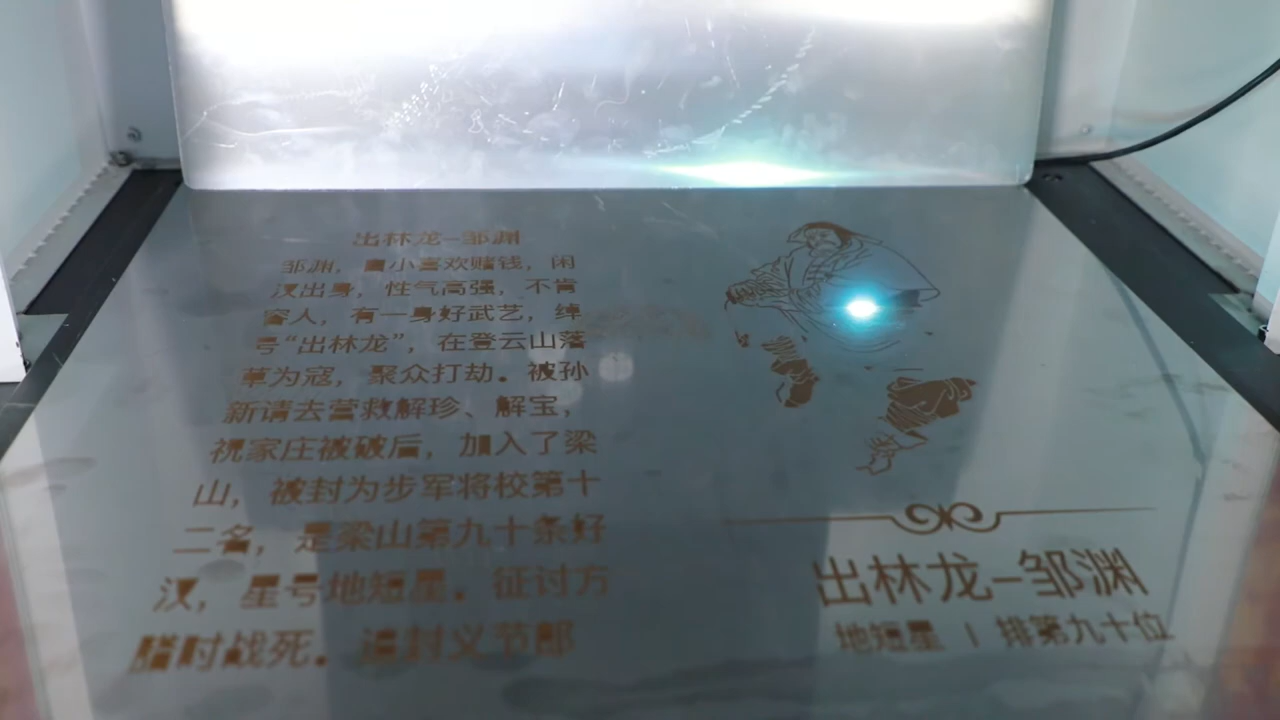 出林龙-邹渊
邹渊，自小喜欢赌钱，闲
汉出身，性气高强，不肯
容人，有一身好武艺，绰
号“出林龙”，在登云山落
草为寇，聚众打劫。被孙
新请去营救解珍、解宝，
祝家庄被破后，加入了梁
山，被封为步军将校第十
二名，是梁山第九十条好
汉，星号地短星。征讨方
腊时战死。追封义节郎
出林龙-邹渊
地短星 | 排第九十位